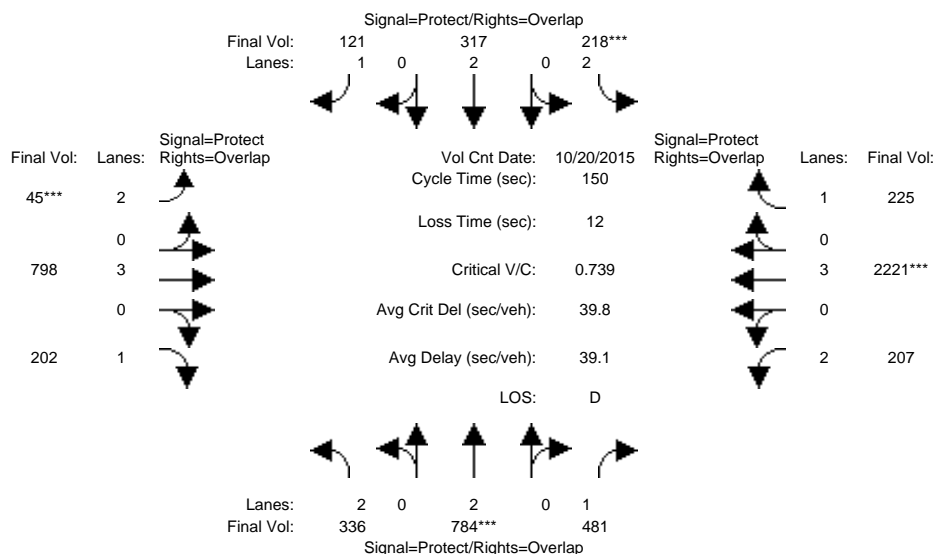 Signal=Protect/Rights=Overlap
Final Vol: 121 317 218***
Lanes: 1 0 2 0 2
Signal=Protect
Final Vol: Lanes: Rights=Overlap
Vol Cnt Date: 10/20/2015
Signal=Protect
Rights=Overlap Lanes: Final Vol:
Cycle Time (sec): 150
45*** 2
1 225
Loss Time (sec): 12
0
0
798 3
Critical V/C: 0.739
3 2221***
0
Avg Crit Del (sec/veh): 39.8
0
202 1
Avg Delay (sec/veh): 39.1
2 207
LOS: D
Lanes: 2 0 2 0 1
Final Vol: 336 784*** 481
Signal=Protect/Rights=Overlap